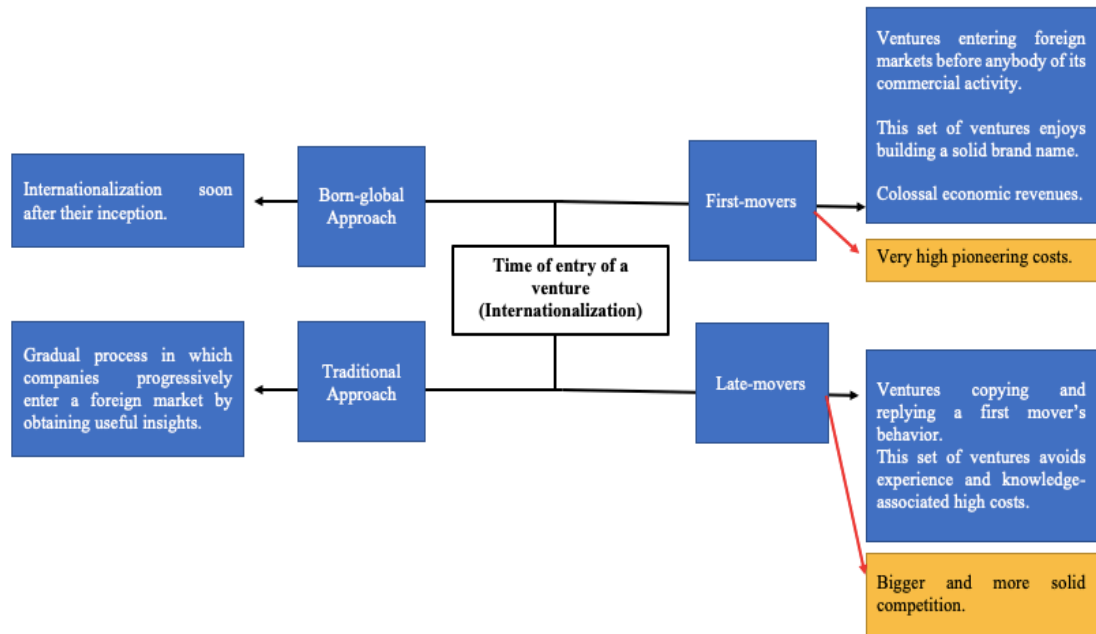 Ventures entering foreign
markets before anybody of its
commercial activity.
This set of ventures enjoys
building a solid brand name.
Colossal economic revenues.
Internationalization soon
after their inception.
Born-global
Approach
First-movers
Very high pioneering costs.
Time of entry of a
venture
(Internationalization)
Gradual process in which
companies progressively
enter a foreign market by
obtaining useful insights.
Traditional
Approach
Late-movers
Ventures copying and
replying a first mover's
behavior.
This set of ventures avoids
experience and knowledge-
associated high costs.
Bigger and more solid
competition.